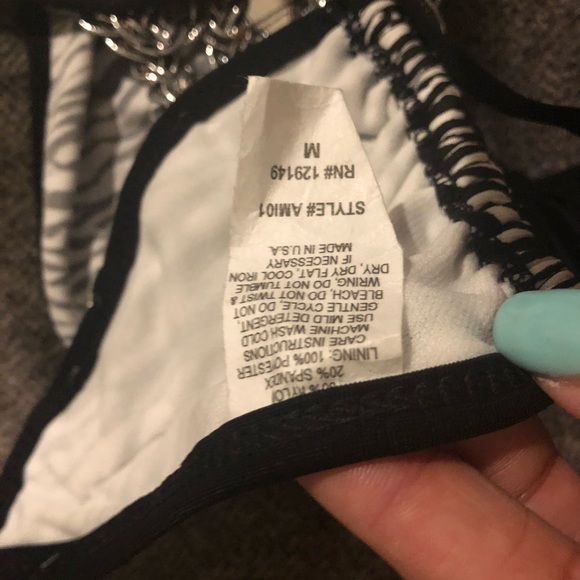 20% SPANDEX
LINING: 100% POLYESTER
CARE INSTRUCTIONS
MACHINE WASH COLD
USE MILD DETERGENT,
GENTLE CYCLE, DO NOT
BLEACH, DO NOT TWIST &
WRING, DO NOT TUMBLE
DRY, DRY FLAT, COOL IRON
IF NECESSARY
MADE IN U.S.A.
STYLE# AMI01
RN# 129149
M